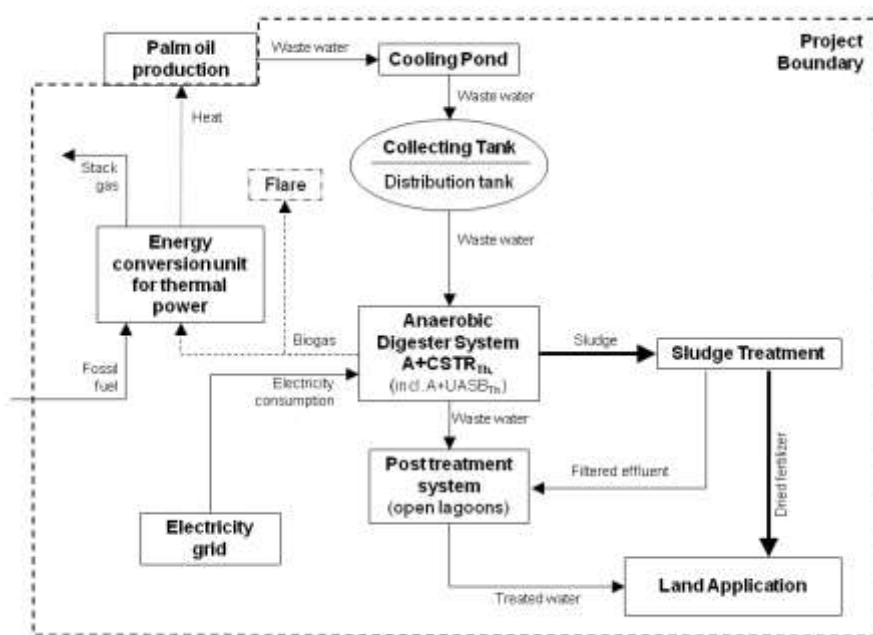 Palm oil
production
Waste water
Cooling Pond
Project
Boundary
Waste water
Heat
Collecting Tank
Distribution tank
Stack
gas
Flare
Waste water
Energy
conversion unit
for thermal
power
Anaerobic
Digester System
A+CSTRTh,
(incl. A+UASBTh)
Biogas
Sludge
Sludge Treatment
Fossil
fuel
Electricity
consumption
Waste water
Post treatment
system
(open lagoons)
Filtered effluent
Dried fertilizer
Electricity
grid
Land Application
Treated water